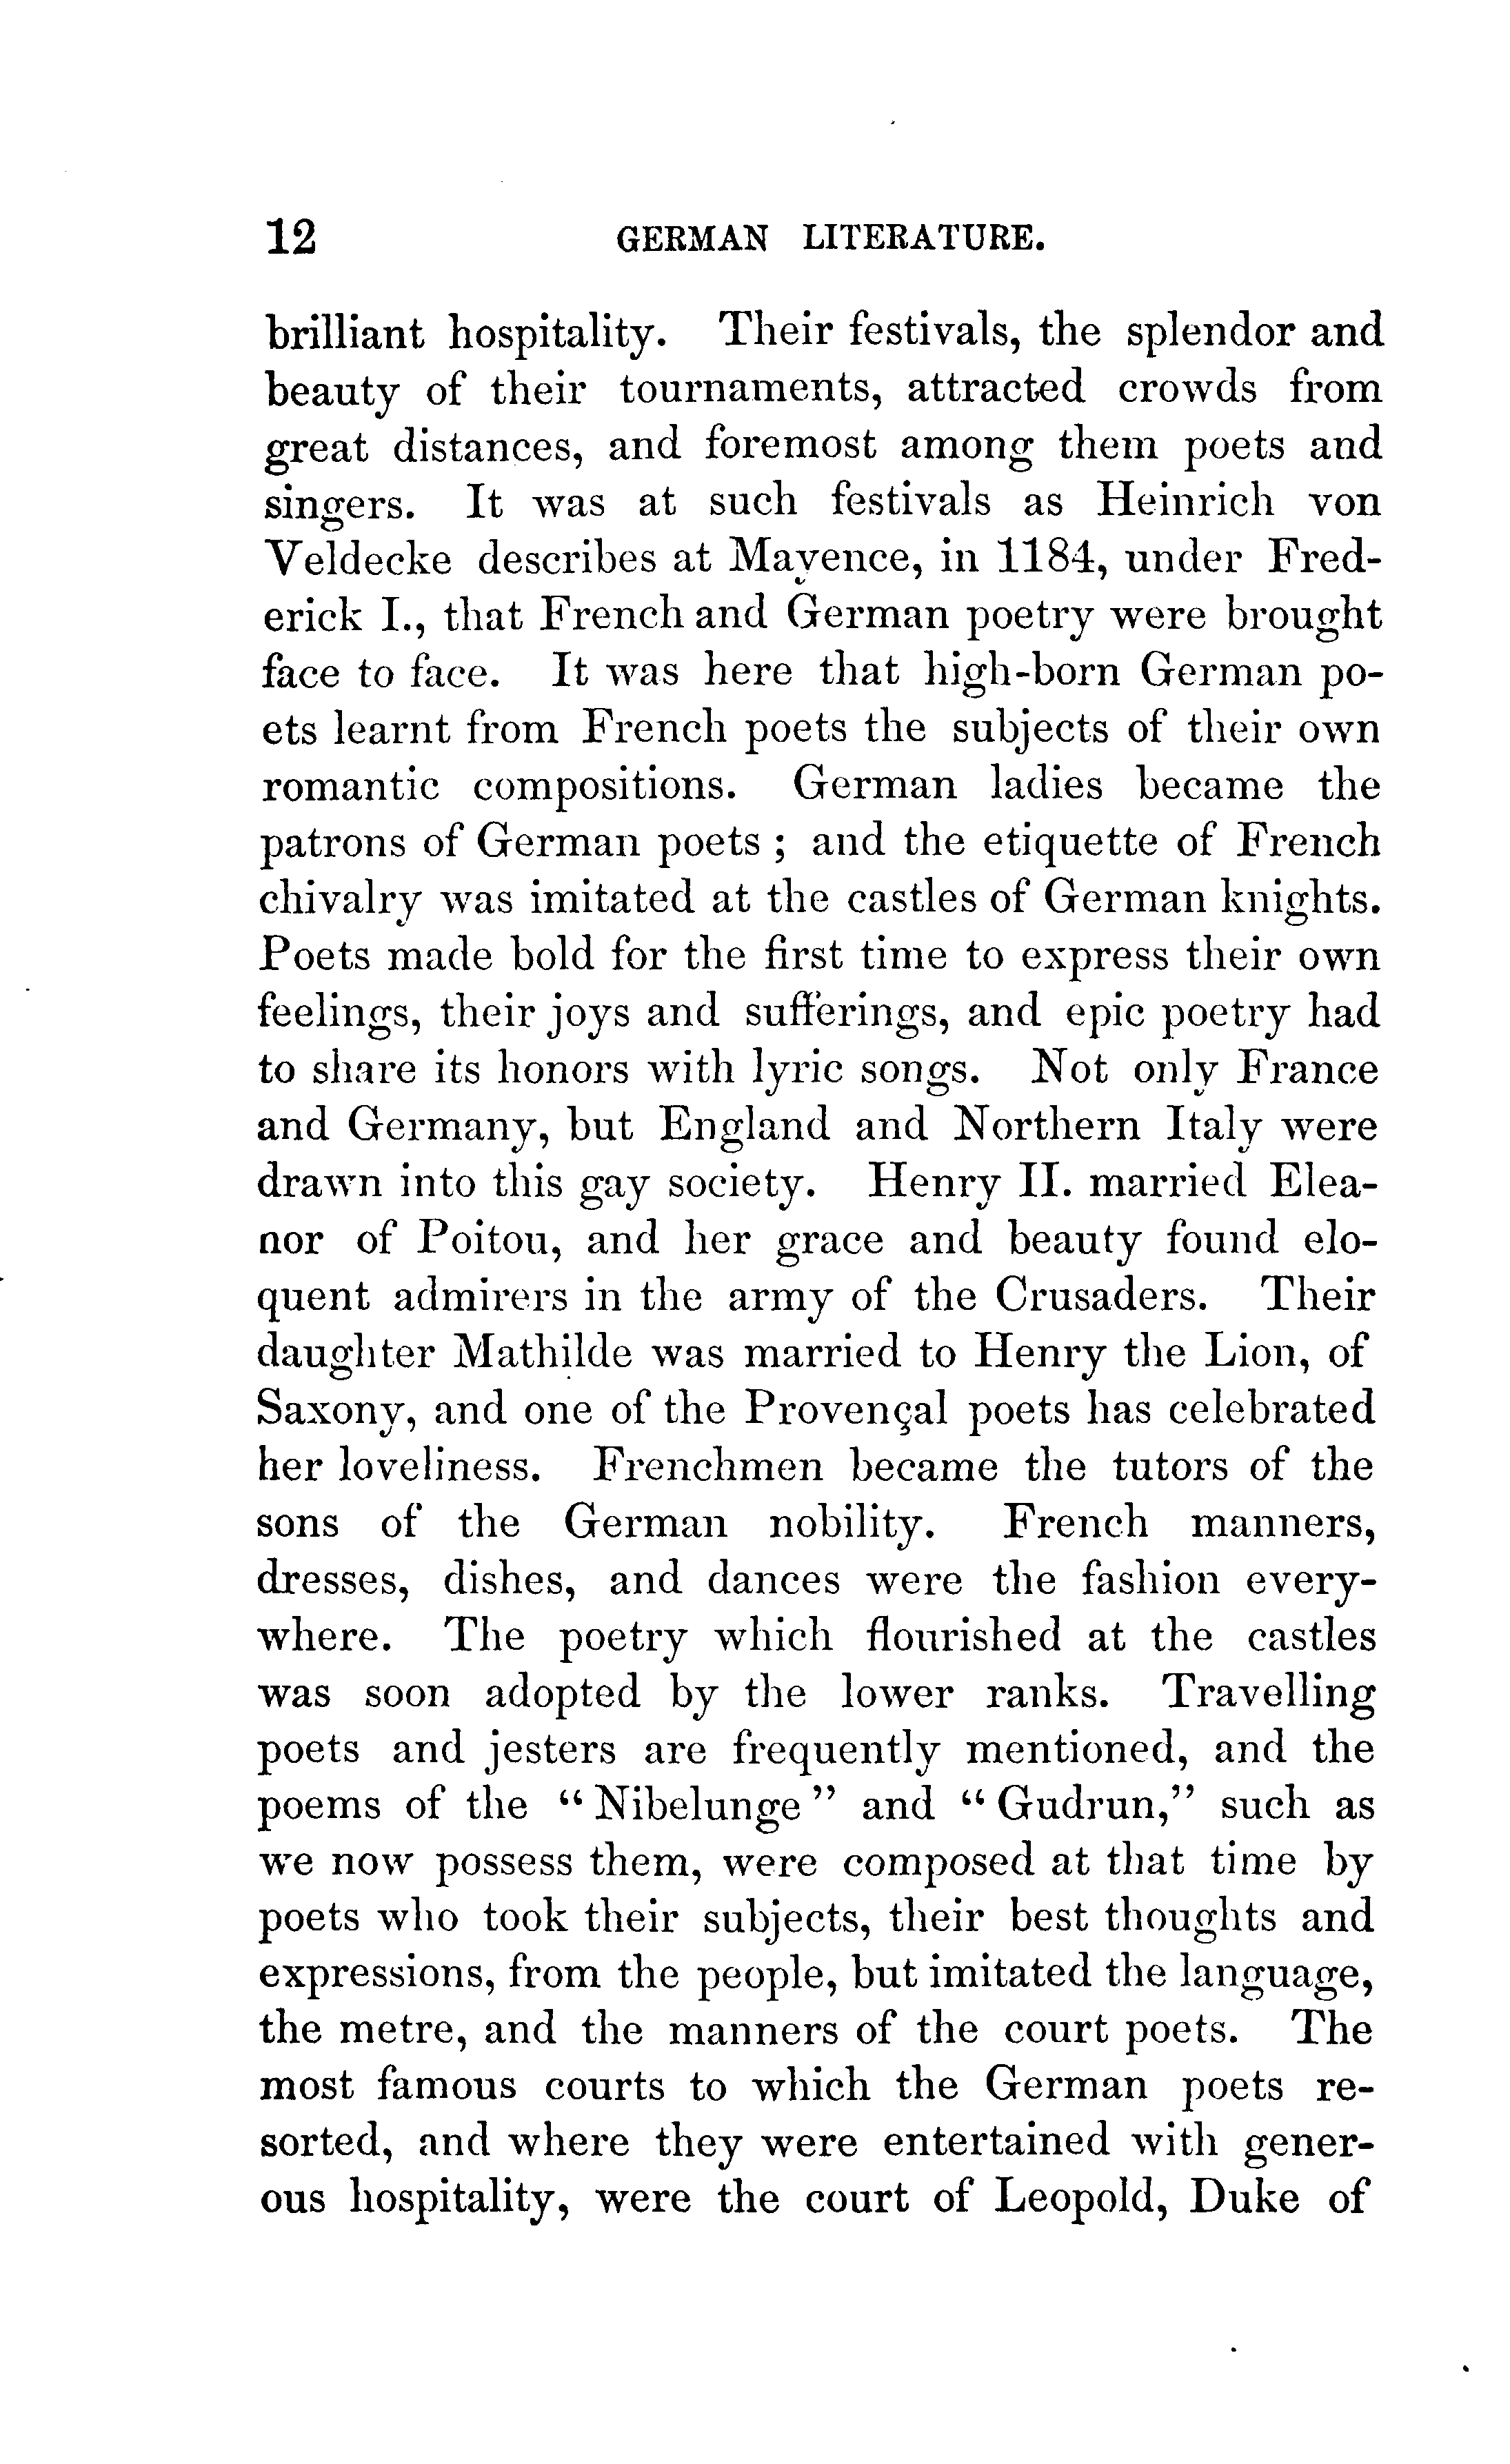 12 GERMAN LITERATURE.
brilliant hospitality. Their festivals, the splendor and
beauty of their tournaments, attracted crowds from
great distances, and foremost among them poets and
singers. It was at such festivals as Heinrich von
Veldecke describes at Mayence, in 1184, under Fred-
erick I., that French and German poetry were brought
face to face. It was here that high-born German po-
ets learnt from French poets the subjects of their own
romantic compositions. German ladies became the
patrons of German poets ; and the etiquette of French
chivalry was imitated at the castles of German knights.
Poets made bold for the first time to express their own
feelings, their joys and sufferings, and epic poetry had
to share its honors with lyric songs. Not only France
and Germany, but England and Northern Italy were
drawn into this gay society. Henry II. married Elea-
nor of Poitou, and her grace and beauty found elo-
quent admirers in the army of the Crusaders. Their
daughter Mathilde was married to Henry the Lion, of
Saxony, and one of the Provençal poets has celebrated
her loveliness. Frenchmen became the tutors of the
sons of the German nobility. French manners,
dresses, dishes, and dances were the fashion every-
where. The poetry which flourished at the castles
was soon adopted by the lower ranks. Travelling
poets and jesters are frequently mentioned, and the
poems of the “ Nibelunge ” and “ Gudrun,” such as
we now possess them, were composed at that time by
poets who took their subjects, their best thoughts and
expressions, from the people, but imitated the language,
the metre, and the manners of the court poets. The
most famous courts to which the German poets re-
sorted, and where they were entertained with gener-
ous hospitality, were the court of Leopold, Duke of